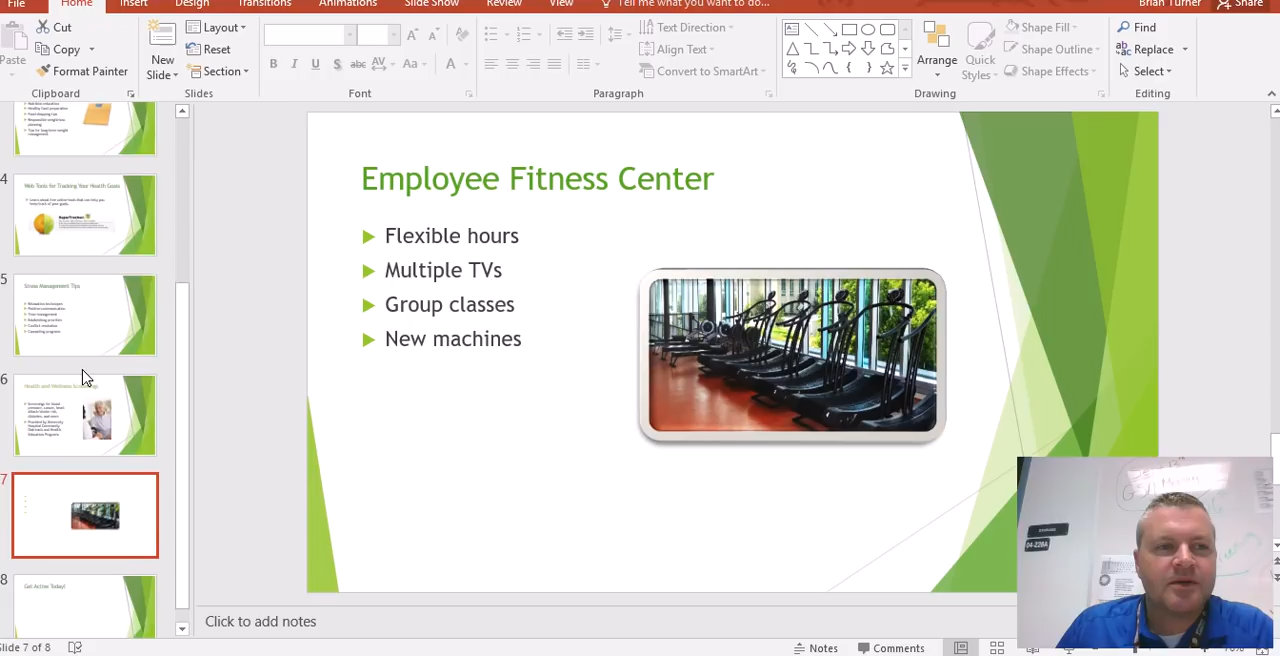 File Home Insert Design Transitions Animations Slide Show Review View Tell me what you want to do... Brian Turner Share
Cut Layout Text Direction Shape Fill Find
Copy Reset Align Text Shape Outline Replace
Paste Format Painter New Slide Section Convert to SmartArt Arrange Quick Styles Shape Effects Select
Clipboard Slides Font Paragraph Drawing Editing
4
Web Tools for Tracking Your Health Goals
5
Stress Management Tips
6
Health and Wellness Screenings
7
8
Get Active Today!
Employee Fitness Center
Flexible hours
Multiple TVs
Group classes
New machines
04-228A
Click to add notes
Slide 7 of 8 Notes Comments